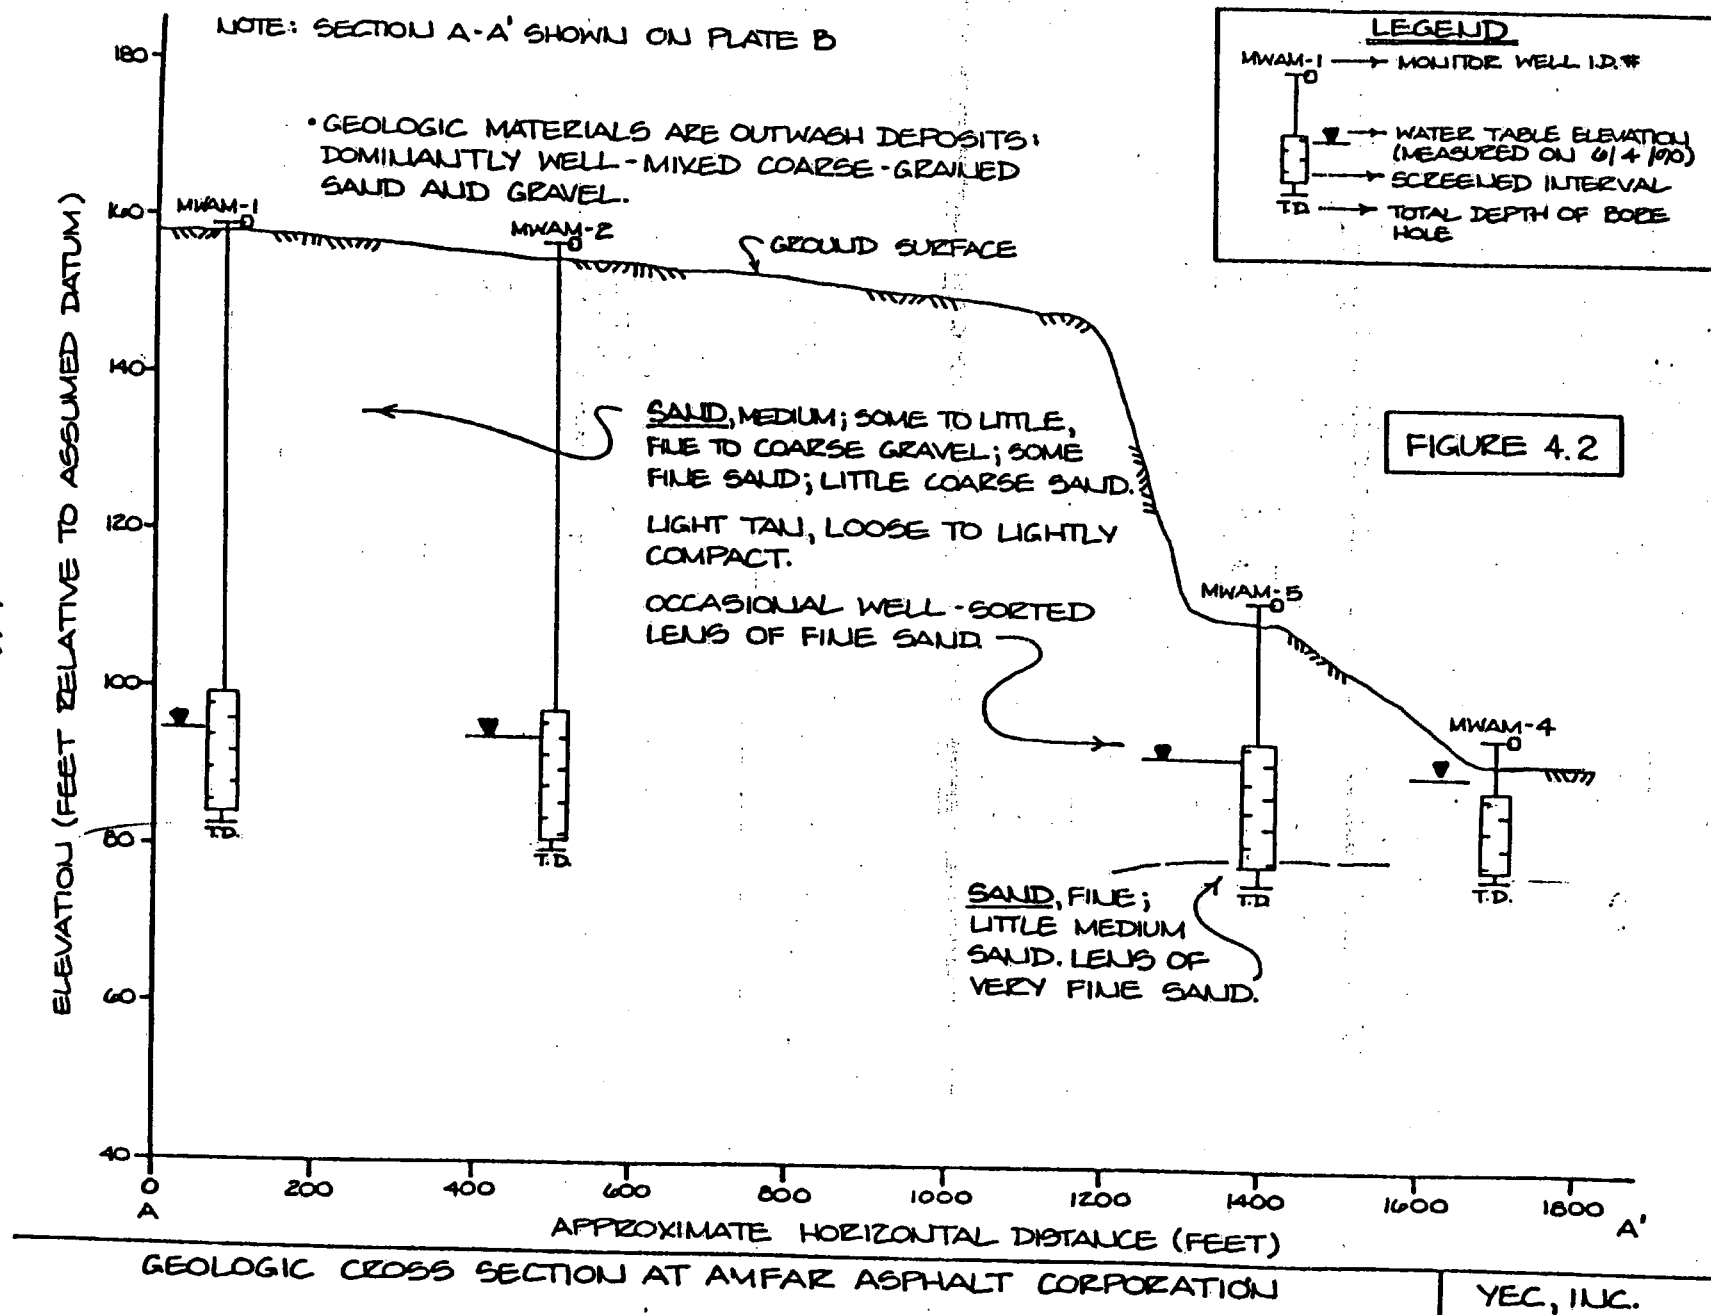 NOTE: SECTION A-A' SHOWN ON PLATE B
• GEOLOGIC MATERIALS ARE OUTWASH DEPOSITS:
DOMINANTLY WELL-MIXED COARSE-GRAINED
SAND AND GRAVEL.
LEGEND
MWAM-1 MONITOR WELL I.D.#
WATER TABLE ELEVATION
(MEASURED ON 6/4/90)
SCREENED INTERVAL
T.D. TOTAL DEPTH OF BORE
HOLE
FIGURE 4.2
ELEVATION (FEET RELATIVE TO ASSUMED DATUM)
180
160
140
120
100
80
60
40
MWAM-1
MWAM-2
GROUND SURFACE
SAND, MEDIUM; SOME TO LITTLE,
FINE TO COARSE GRAVEL; SOME
FINE SAND; LITTLE COARSE SAND.
LIGHT TAN, LOOSE TO LIGHTLY
COMPACT.
OCCASIONAL WELL-SORTED
LENS OF FINE SAND.
MWAM-5
MWAM-4
T.D.
T.D.
T.D.
T.D.
SAND, FINE;
LITTLE MEDIUM
SAND. LENS OF
VERY FINE SAND.
0 200 400 600 800 1000 1200 1400 1600 1800
A A'
APPROXIMATE HORIZONTAL DISTANCE (FEET)
GEOLOGIC CROSS SECTION AT AMFAR ASPHALT CORPORATION
YEC, INC.